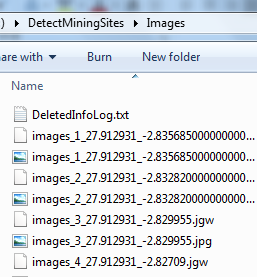 ) ▸ DetectMiningSites ▸ Images
hare with ▾ Burn New folder
Name
DeletedInfoLog.txt
images_1_27.912931_-2.835685000000000...
images_1_27.912931_-2.835685000000000...
images_2_27.912931_-2.832820000000000...
images_2_27.912931_-2.832820000000000...
images_3_27.912931_-2.829955.jgw
images_3_27.912931_-2.829955.jpg
images_4_27.912931_-2.82709.jgw